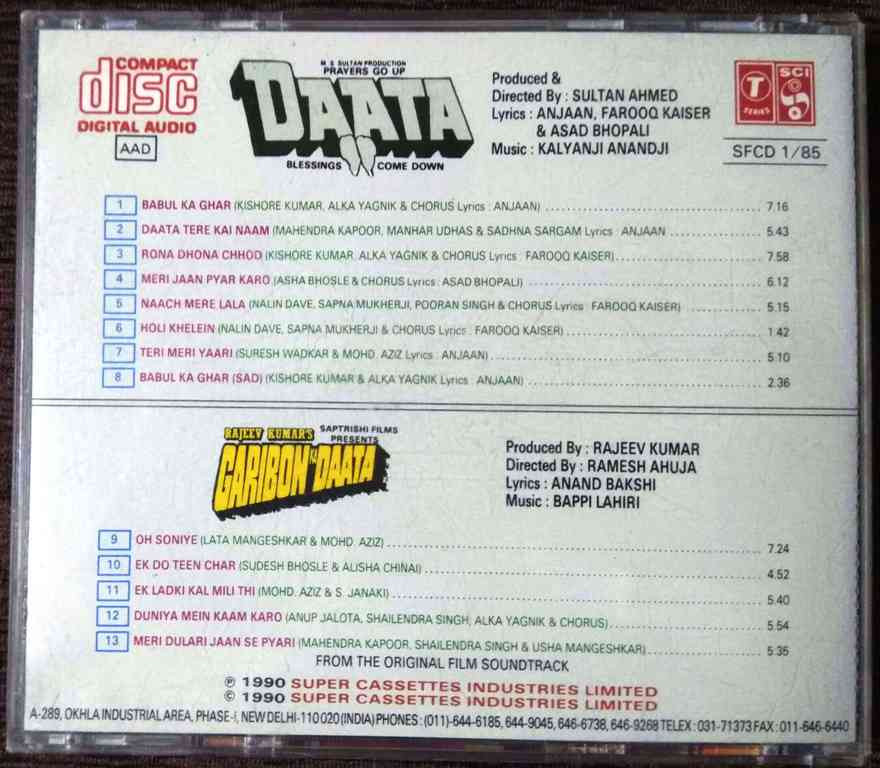 COMPACT
disc
DIGITAL AUDIO
AAD
M. S. SULTAN PRODUCTION
PRAYERS GO UP
DAATA
BLESSINGS COME DOWN
Produced &
Directed By : SULTAN AHMED
Lyrics : ANJAAN, FAROOQ KAISER
& ASAD BHOPALI
Music : KALYANJI ANANDJI
T
SERIES
SCI
SFCD 1/85
1 BABUL KA GHAR (KISHORE KUMAR, ALKA YAGNIK & CHORUS Lyrics : ANJAAN) 7.16
2 DAATA TERE KAI NAAM (MAHENDRA KAPOOR, MANHAR UDHAS & SADHNA SARGAM Lyrics : ANJAAN 5.43
3 RONA DHONA CHHOD (KISHORE KUMAR, ALKA YAGNIK & CHORUS Lyrics : FAROOQ KAISER) 7.58
4 MERI JAAN PYAR KARO (ASHA BHOSLE & CHORUS Lyrics : ASAD BHOPALI) 6.12
5 NAACH MERE LALA (NALIN DAVE, SAPNA MUKHERJI, POORAN SINGH & CHORUS Lyrics : FAROOQ KAISER) 5.15
6 HOLI KHELEIN (NALIN DAVE, SAPNA MUKHERJI & CHORUS Lyrics : FAROOQ KAISER) 1.42
7 TERI MERI YAARI (SURESH WADKAR & MOHD. AZIZ Lyrics : ANJAAN) 5.10
8 BABUL KA GHAR (SAD) (KISHORE KUMAR & ALKA YAGNIK Lyrics : ANJAAN) 2.36
RAJEEV KUMAR'S
SAPTRISHI FILMS
PRESENTS
GARIBON KA DAATA
Produced By : RAJEEV KUMAR
Directed By : RAMESH AHUJA
Lyrics : ANAND BAKSHI
Music : BAPPI LAHIRI
9 OH SONIYE (LATA MANGESHKAR & MOHD. AZIZ) 7.24
10 EK DO TEEN CHAR (SUDESH BHOSLE & ALISHA CHINAI) 4.52
11 EK LADKI KAL MILI THI (MOHD. AZIZ & S. JANAKI) 5.40
12 DUNIYA MEIN KAAM KARO (ANUP JALOTA, SHAILENDRA SINGH, ALKA YAGNIK & CHORUS) 5.54
13 MERI DULARI JAAN SE PYARI (MAHENDRA KAPOOR, SHAILENDRA SINGH & USHA MANGESHKAR) 5.35
FROM THE ORIGINAL FILM SOUNDTRACK
℗ 1990 SUPER CASSETTES INDUSTRIES LIMITED
© 1990 SUPER CASSETTES INDUSTRIES LIMITED
A-289, OKHLA INDUSTRIAL AREA, PHASE-I, NEW DELHI-110 020 (INDIA) PHONES : (011)-644-6185, 644-9045, 646-6738, 646-9268 TELEX : 031-71373 FAX : 011-646-6440